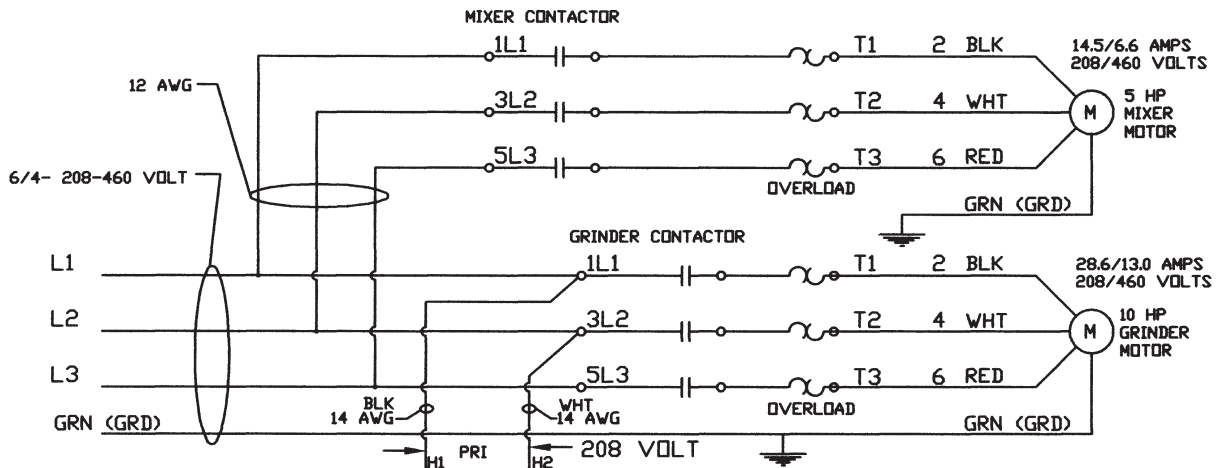 MIXER CONTACTOR
1L1
T1
2 BLK
14.5/6.6 AMPS
208/460 VOLTS
12 AWG
3L2
T2
4 WHT
M
5 HP
MIXER
MOTOR
6/4- 208-460 VOLT
5L3
T3
6 RED
OVERLOAD
GRN (GRD)
GRINDER CONTACTOR
L1
1L1
T1
2 BLK
28.6/13.0 AMPS
208/460 VOLTS
L2
3L2
T2
4 WHT
M
10 HP
GRINDER
MOTOR
L3
5L3
T3
6 RED
BLK
14 AWG
WHT
14 AWG
OVERLOAD
GRN (GRD)
GRN (GRD)
H1
PRI
H2
208 VOLT